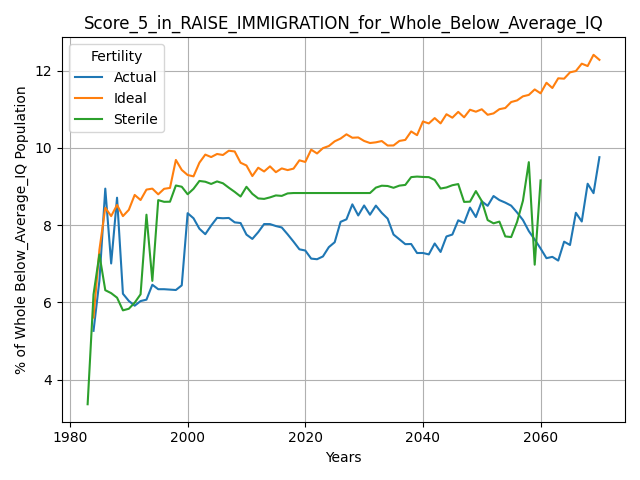 Score_5_in_RAISE_IMMIGRATION_for_Whole_Below_Average_IQ
Fertility
Actual
Ideal
Sterile
% of Whole Below_Average_IQ Population
12
10
8
6
4
1980
2000
2020
2040
2060
Years